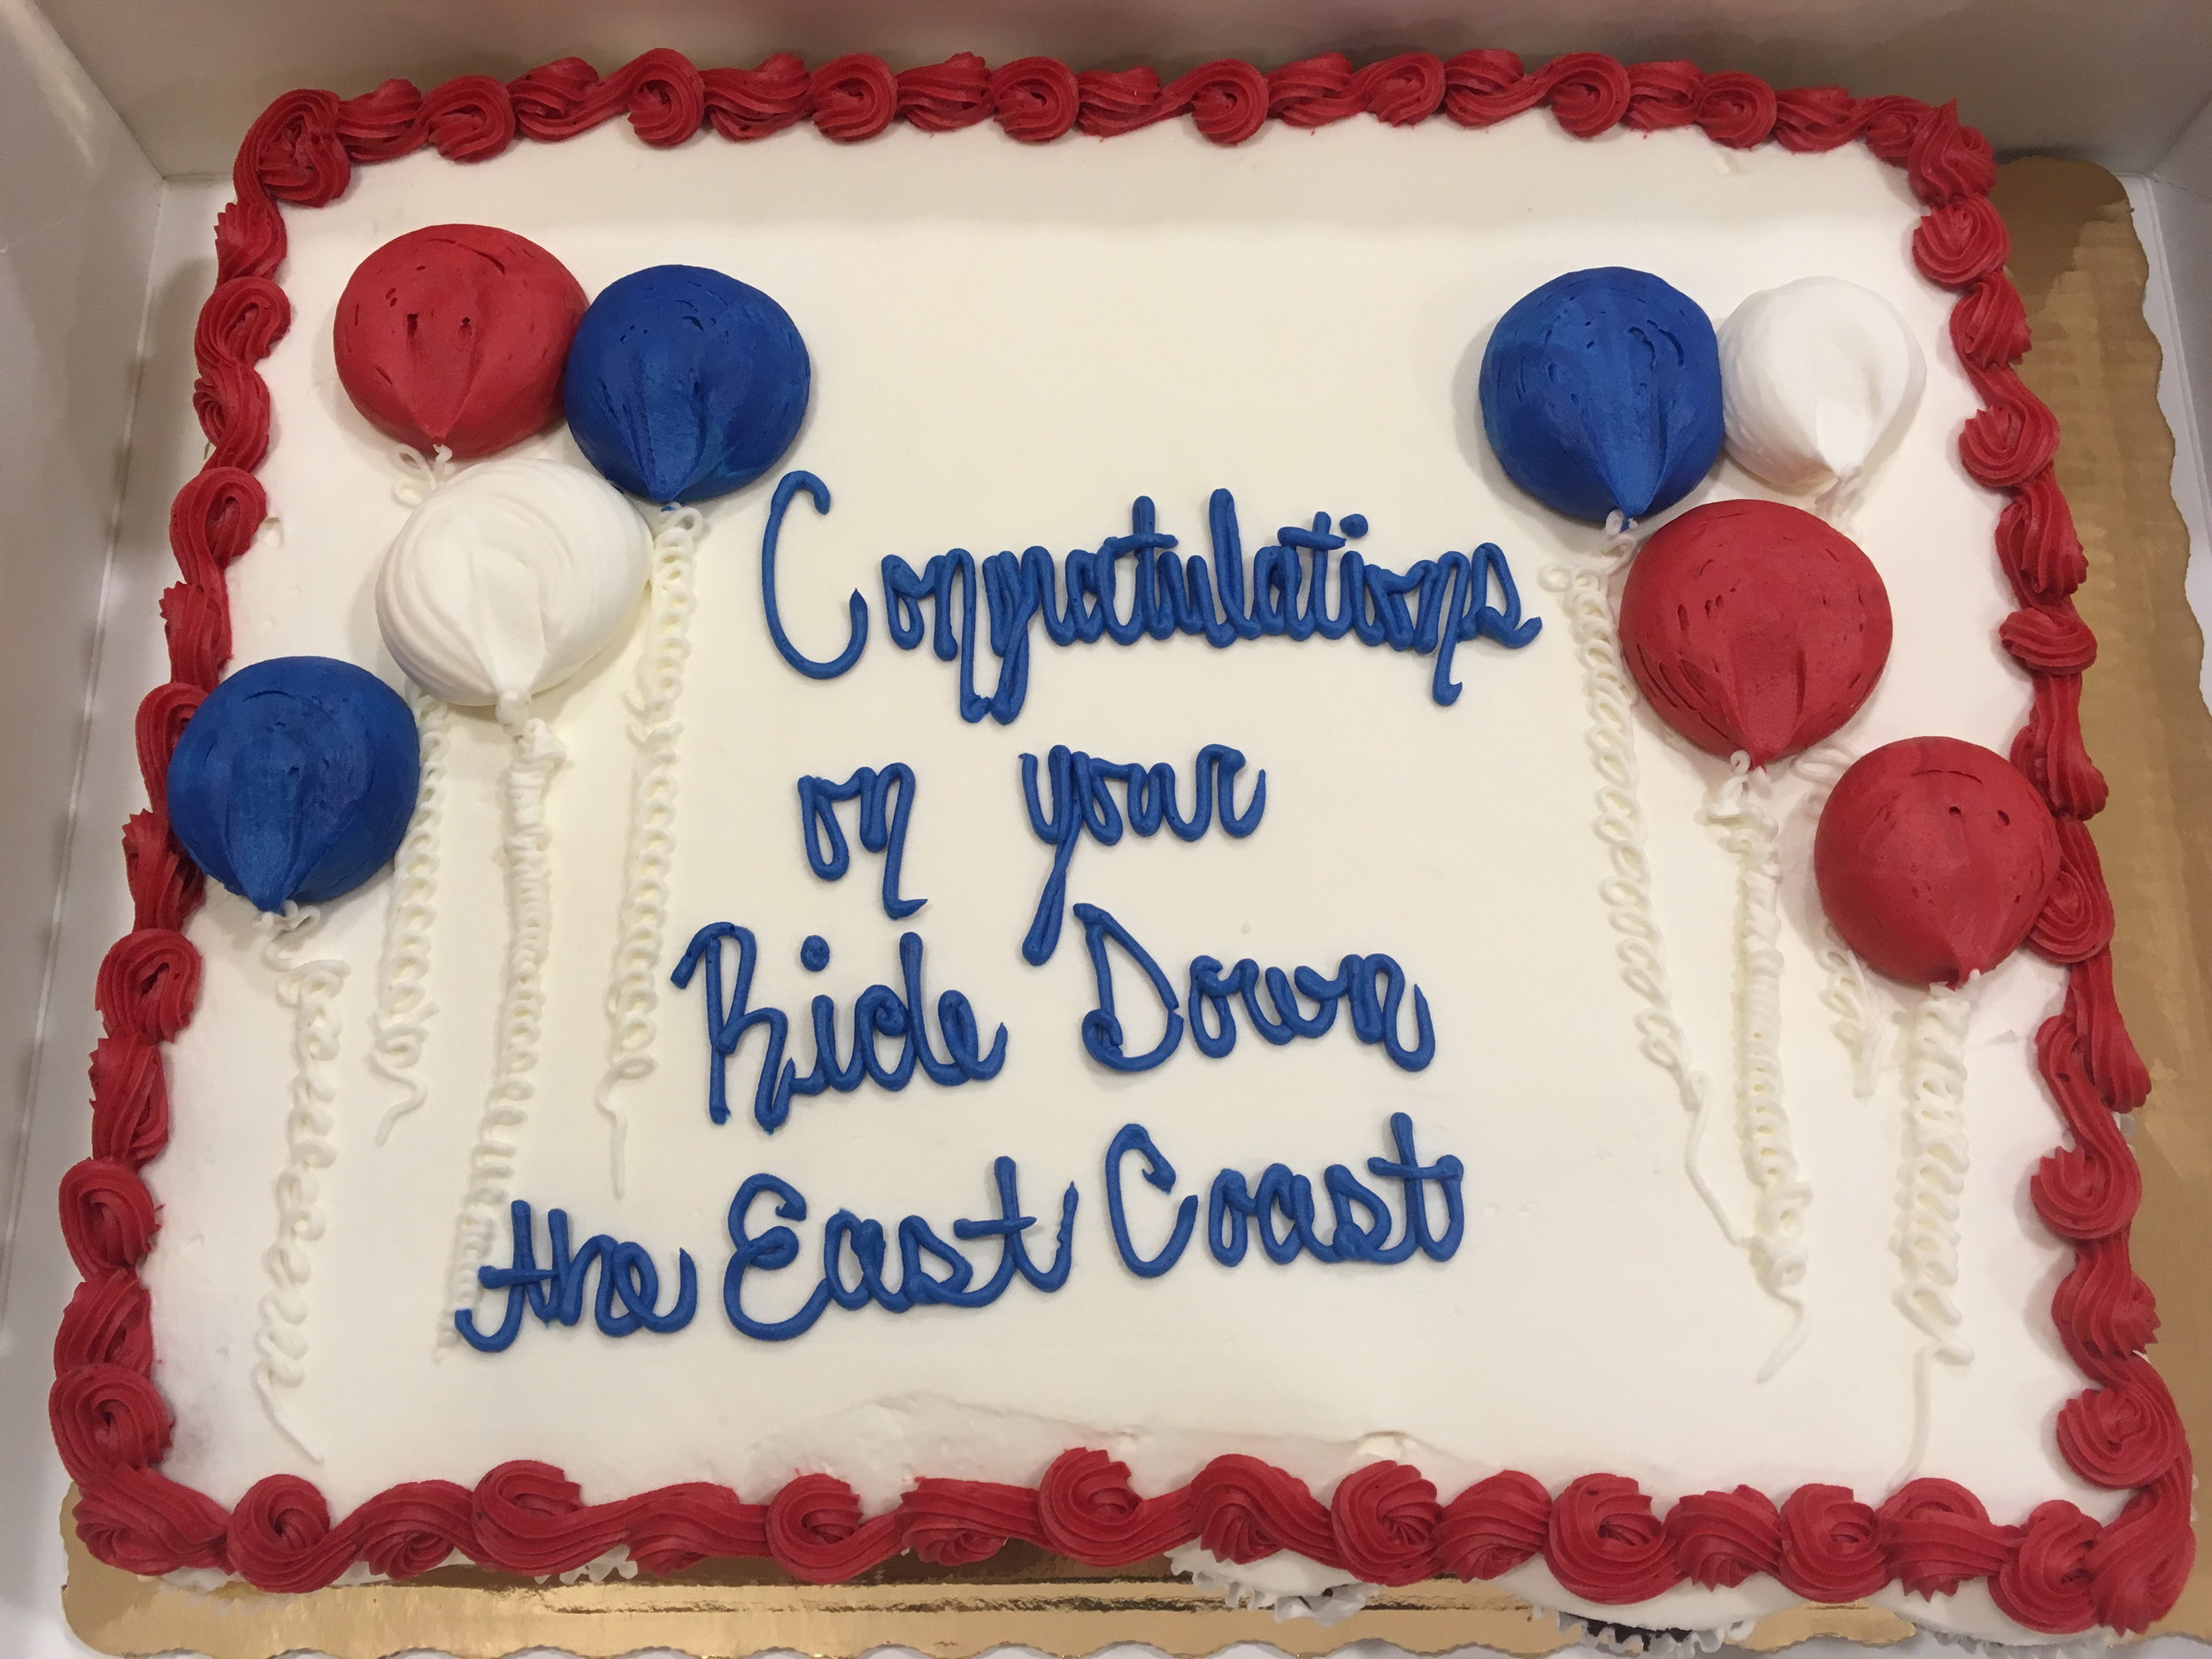 Congratulations
on your
Ride Down
the East Coast